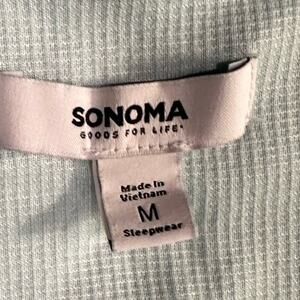 SONOMA
GOODS FOR LIFE•
Made In
Vietnam
M
Sleepwear